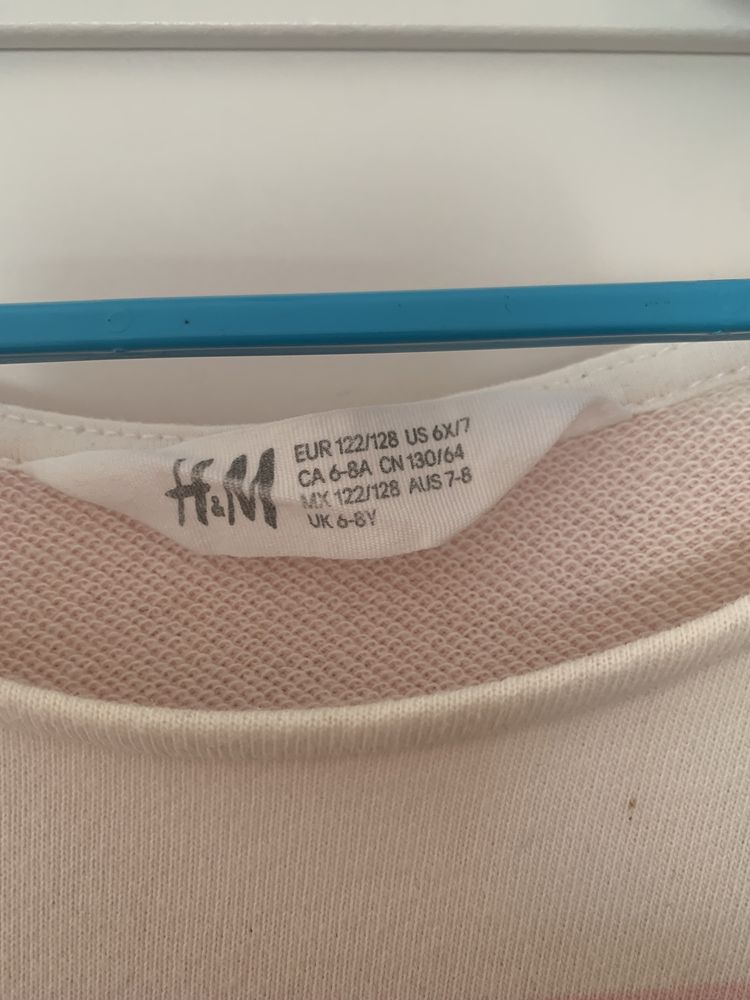 H&M
EUR 122/128 US 6X/7
CA 6-8A CN 130/64
MX 122/128 AUS 7-8
UK 6-8Y